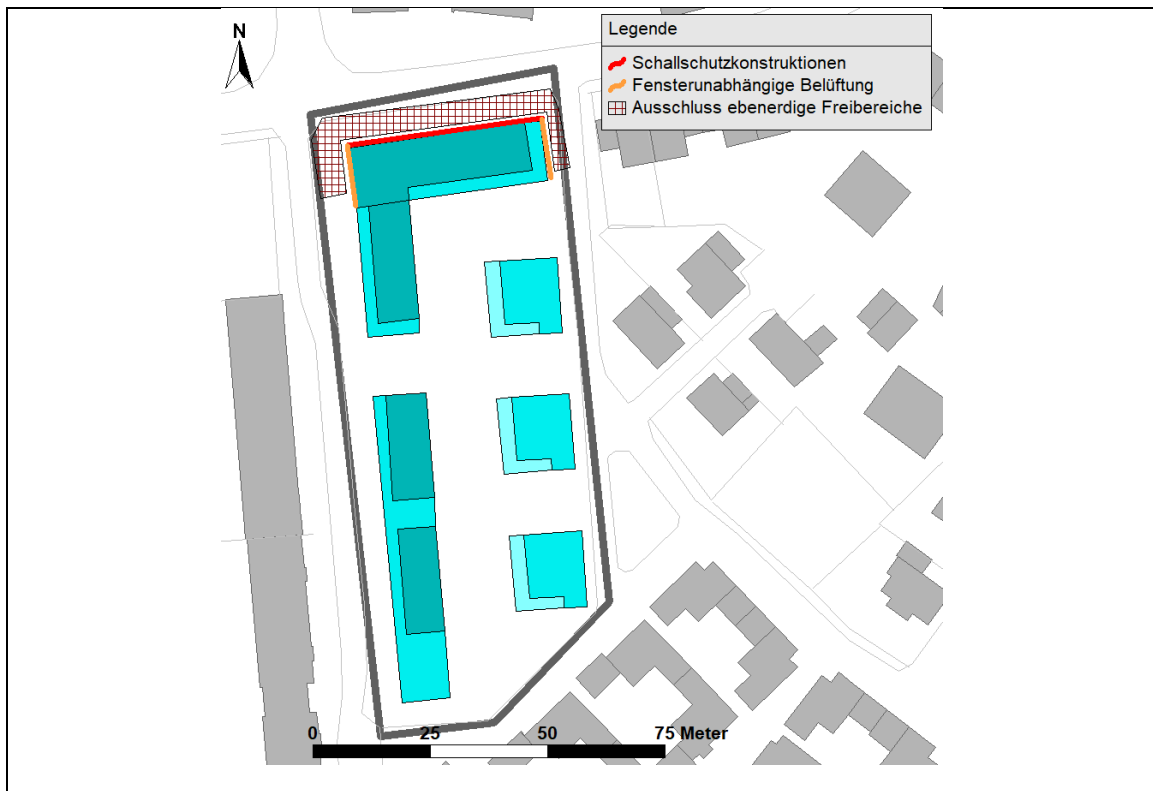 N
Legende
Schallschutzkonstruktionen
Fensterunabhängige Belüftung
Ausschluss ebenerdige Freibereiche
0 25 50 75 Meter